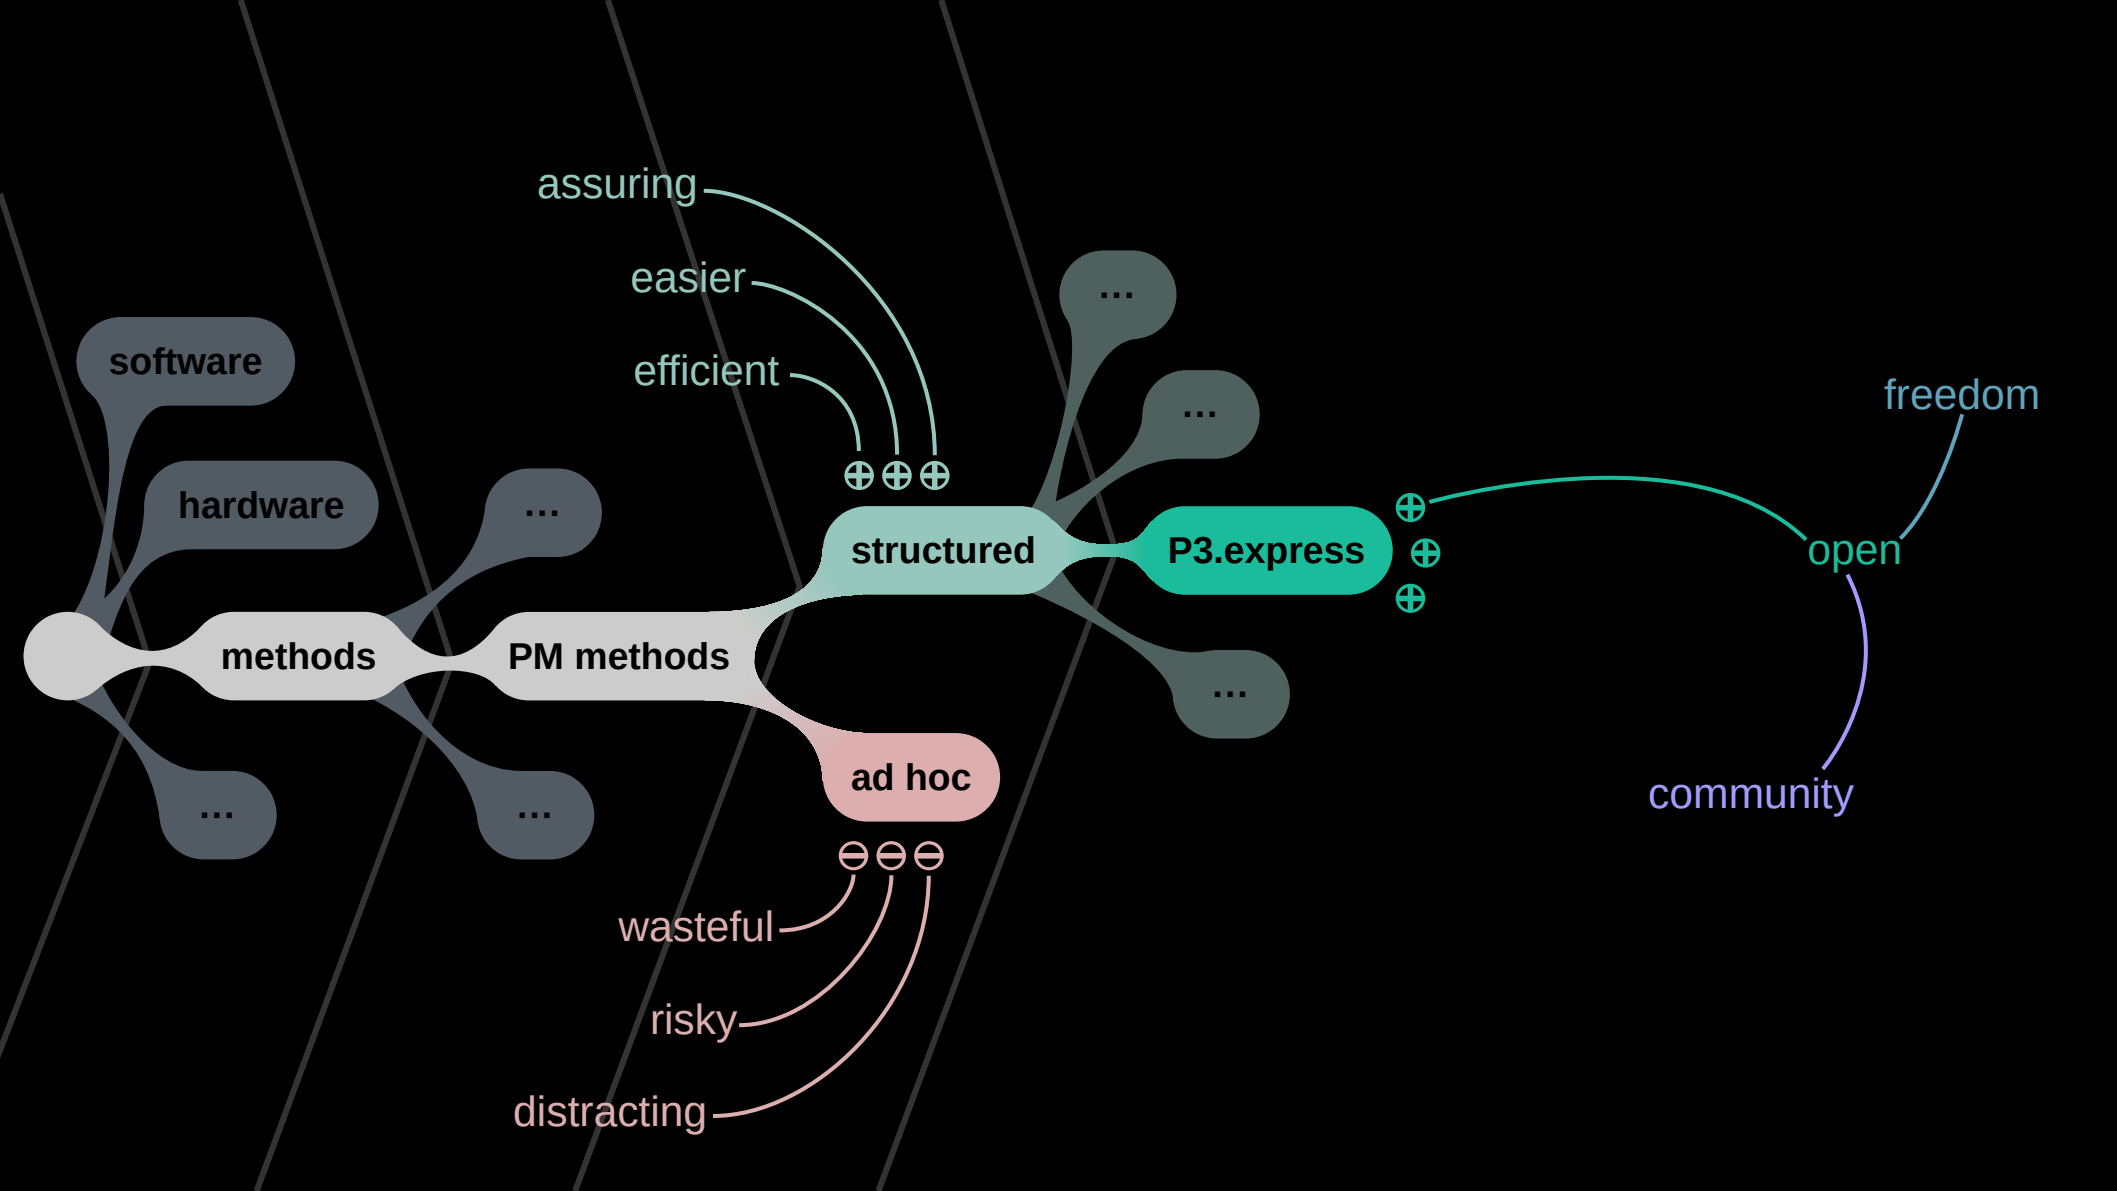 assuring
easier
efficient
...
software
...
freedom
hardware
...
structured
P3.express
open
methods
PM methods
...
ad hoc
community
...
...
wasteful
risky
distracting